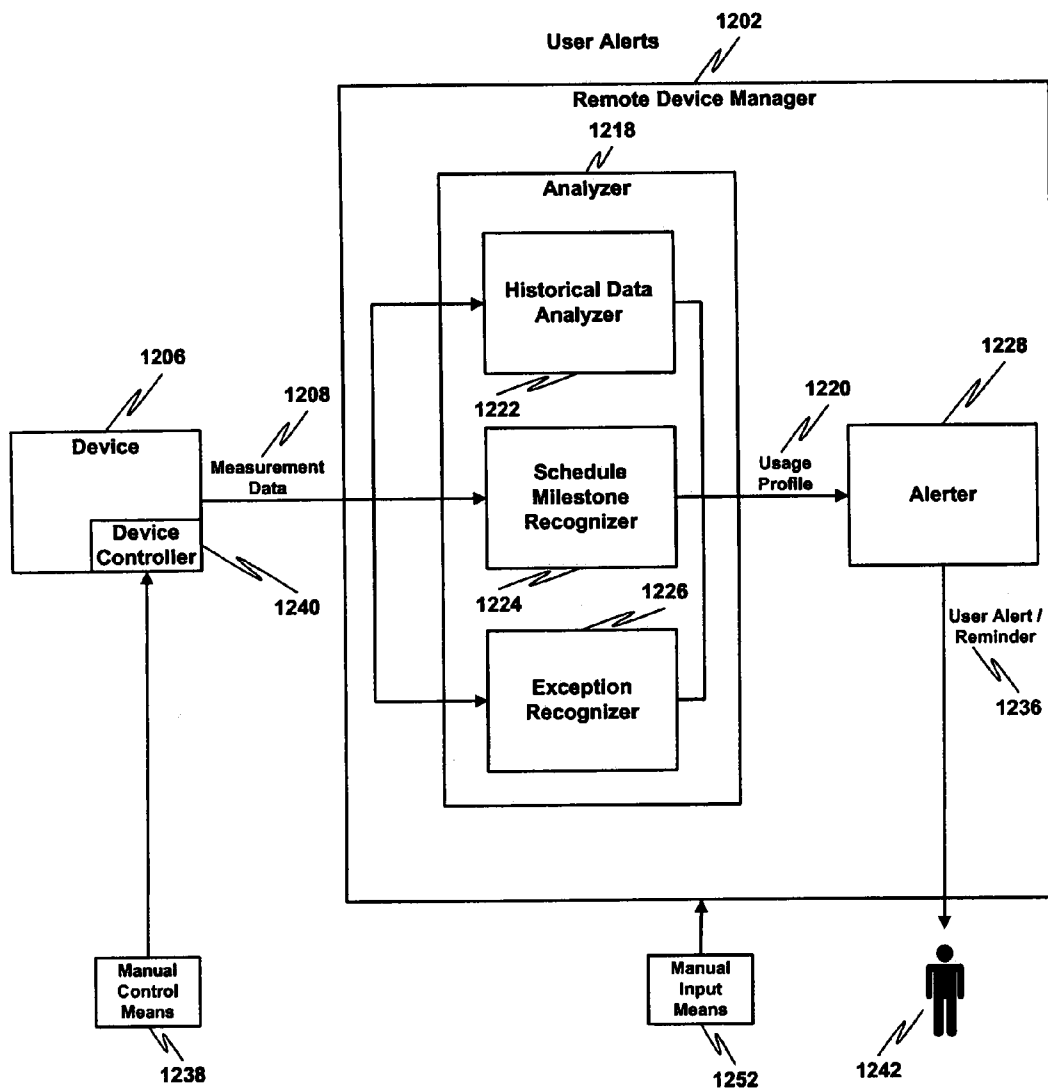 1202
User Alerts
Remote Device Manager
1218
Analyzer
Historical Data
Analyzer
1206
1208
1222
1220
1228
Device
Measurement
Data
Schedule
Milestone
Recognizer
Usage
Profile
Alerter
Device
Controller
1240
1224
1226
User Alert /
Reminder
1236
Exception
Recognizer
Manual
Control
Means
Manual
Input
Means
1238
1252
1242